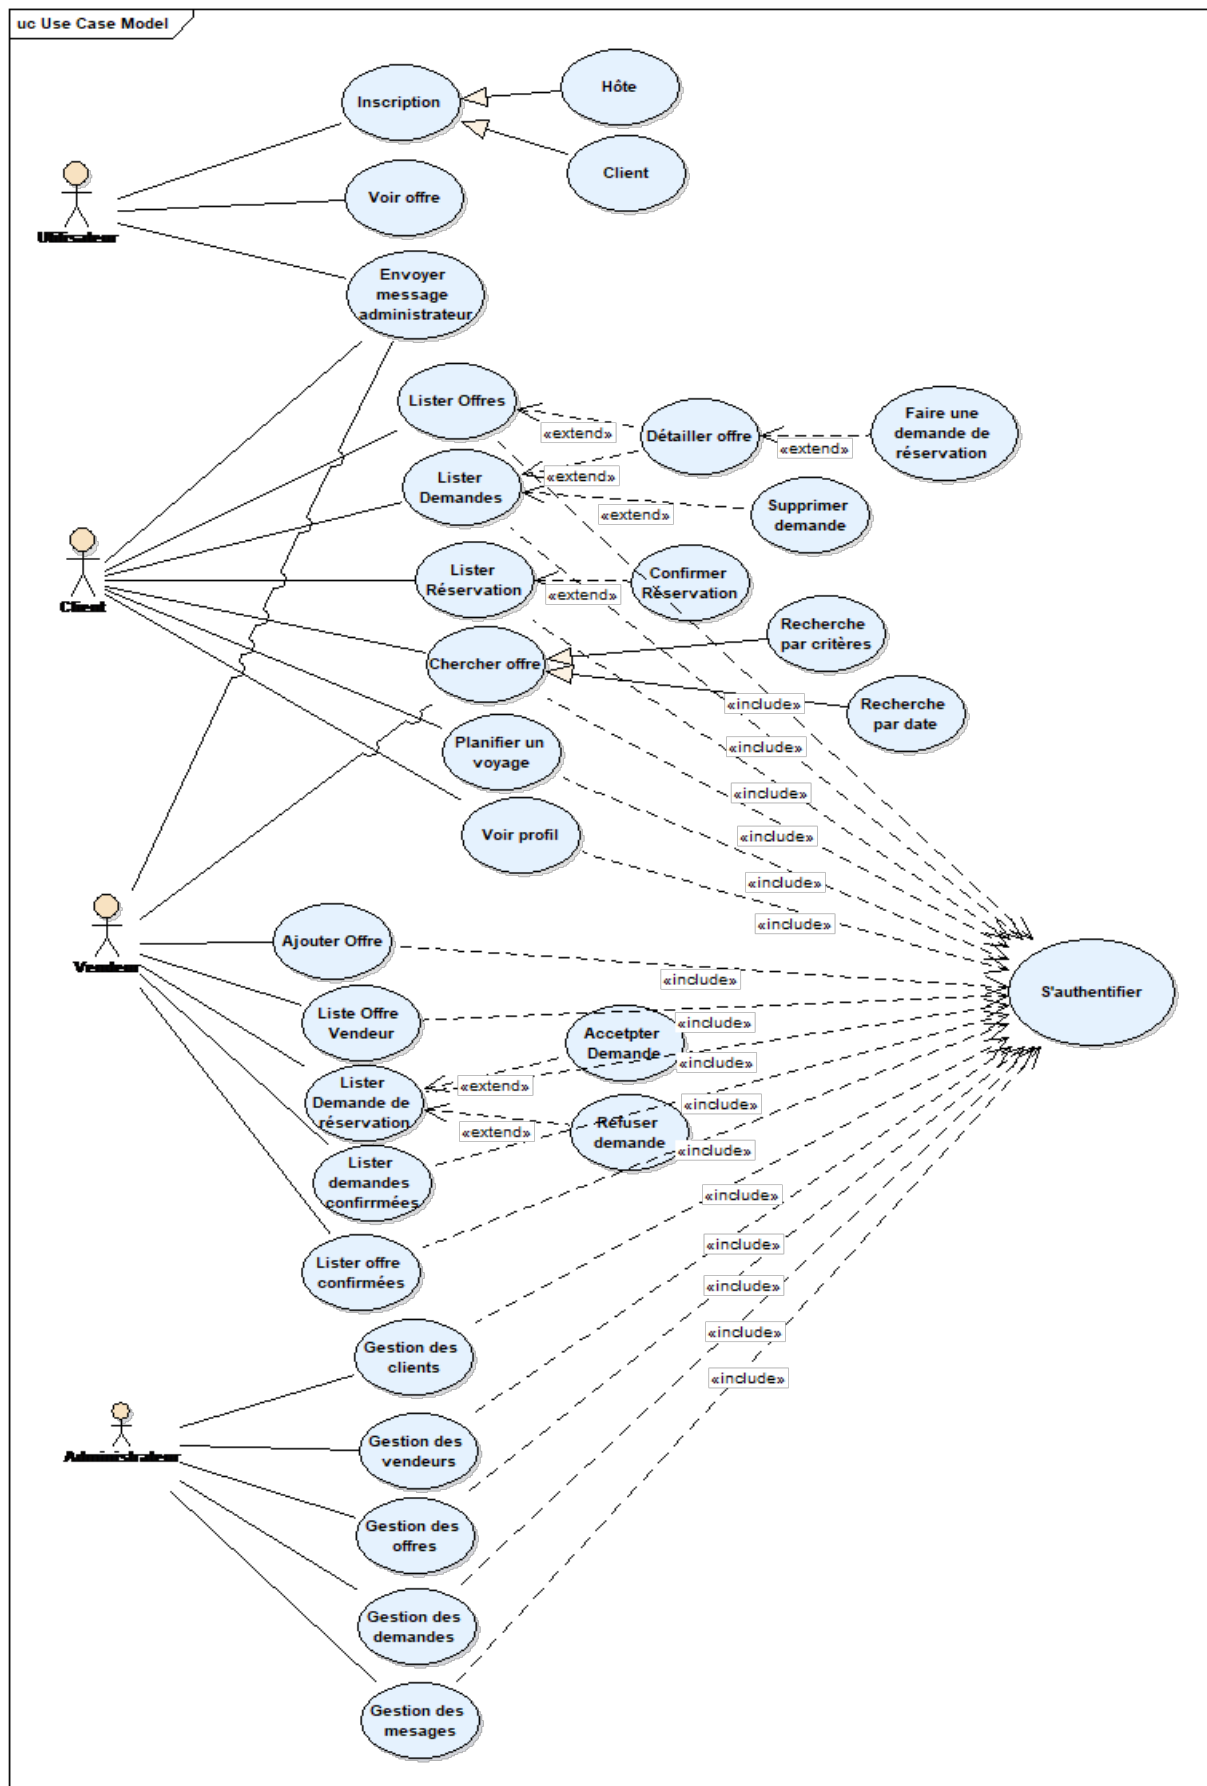 uc Use Case Model
Inscription
Hôte
Client
Voir offre
Utilisateur
Envoyer
message
administrateur
Lister Offres
«extend»
Détailler offre
«extend»
Faire une
demande de
réservation
Lister
Demandes
«extend»
«extend»
Supprimer
demande
Client
Lister
Réservation
«extend»
Confirmer
Réservation
Recherche
par critères
Chercher offre
Recherche
par date
«include»
Planifier un
voyage
«include»
«include»
Voir profil
«include»
«include»
«include»
Vendeur
Ajouter Offre
«include»
S'authentifier
Liste Offre
Vendeur
«include»
Accetpter
Demande
«include»
Lister
Demande de
réservation
«extend»
«extend»
«include»
Réfuser
demande
Lister
demandes
confirrmées
«include»
Lister offre
confirmées
«include»
Gestion des
clients
«include»
«include»
«include»
«include»
Administrateur
Gestion des
vendeurs
Gestion des
offres
Gestion des
demandes
Gestion des
mesages